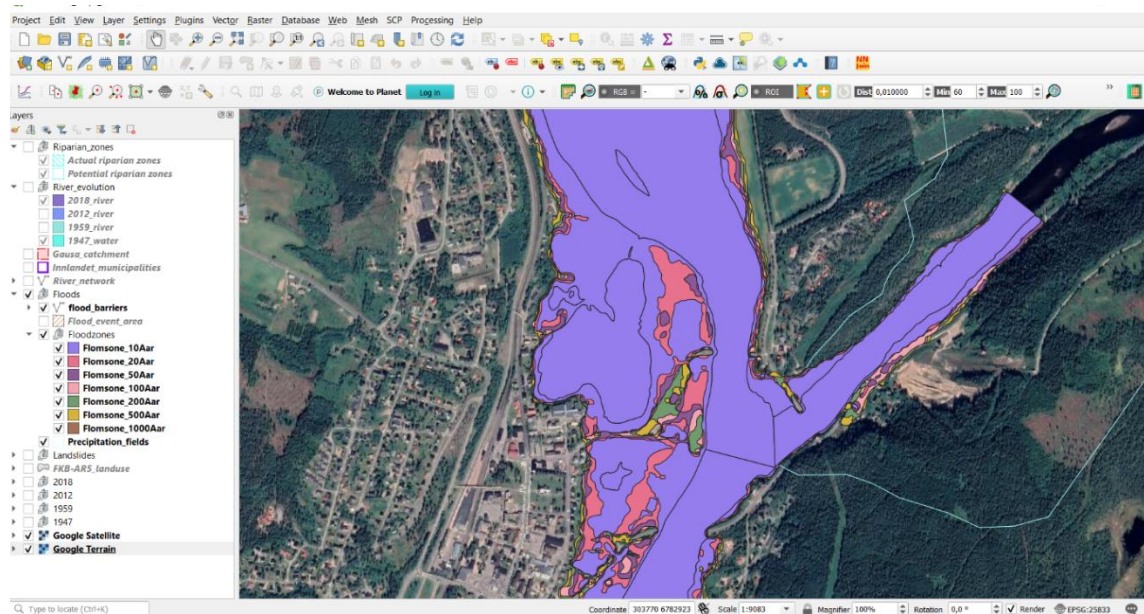 Project Edit View Layer Settings Plugins Vector Raster Database Web Mesh SCP Processing Help
Welcome to Planet Log in RGB = - ROI Dist 0,010000 Min 60 Max 100 »
ayers
Riparian_zones
Actual riparian zones
Potential riparian zones
River_evolution
2018_river
2012_river
1959_river
1947_water
Gausa_catchment
Innlandet_municipalities
River_network
Floods
flood_barriers
Flood_event_area
Floodzones
Flomsone_10Aar
Flomsone_20Aar
Flomsone_50Aar
Flomsone_100Aar
Flomsone_200Aar
Flomsone_500Aar
Flomsone_1000Aar
Precipitation_fields
Landslides
FKB-AR5_landuse
2018
2012
1959
1947
Google Satellite
Google Terrain
Type to locate (Ctrl+K) Coordinate 303770 6782923 Scale 1:9083 Magnifier 100% Rotation 0,0 ° Render EPSG:25833